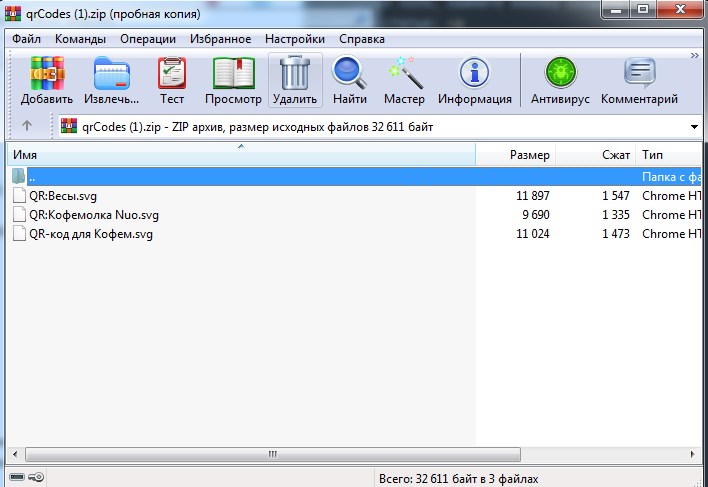 qrCodes (1).zip (пробная копия)
Файл Команды Операции Избранное Настройки Справка
Добавить Извлечь... Тест Просмотр Удалить Найти Мастер Информация Антивирус Комментарий
qrCodes (1).zip - ZIP архив, размер исходных файлов 32 611 байт
Имя Размер Сжат Тип
.. Папка с фа
QR:Весы.svg 11 897 1 547 Chrome HT
QR:Кофемолка Nuo.svg 9 690 1 335 Chrome HT
QR-код для Кофем.svg 11 024 1 473 Chrome HT
Всего: 32 611 байт в 3 файлах